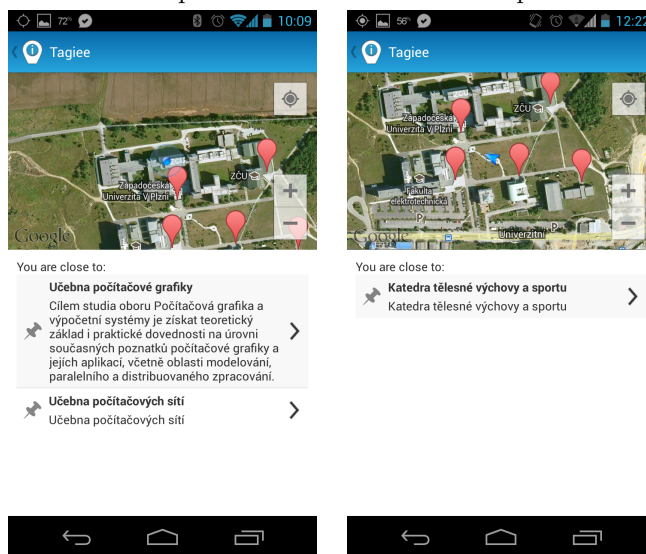 72°
10:09
Tagiee
Západočeská
Univerzita V Plzni
ZČU
Google
You are close to:
Učebna počítačové grafiky
Cílem studia oboru Počítačová grafika a
výpočetní systémy je získat teoretický
základ i praktické dovednosti na úrovni
současných poznatků počítačové grafiky a
jejích aplikací, včetně oblasti modelování,
paralelního a distribuovaného zpracování.
Učebna počítačových sítí
Učebna počítačových sítí
56°
12:22
Tagiee
ZČU
ZČU
Západočeská
Univerzita V Plzni
Fakulta
elektrotechnická
P
P
Univerzitní
Google
You are close to:
Katedra tělesné výchovy a sportu
Katedra tělesné výchovy a sportu